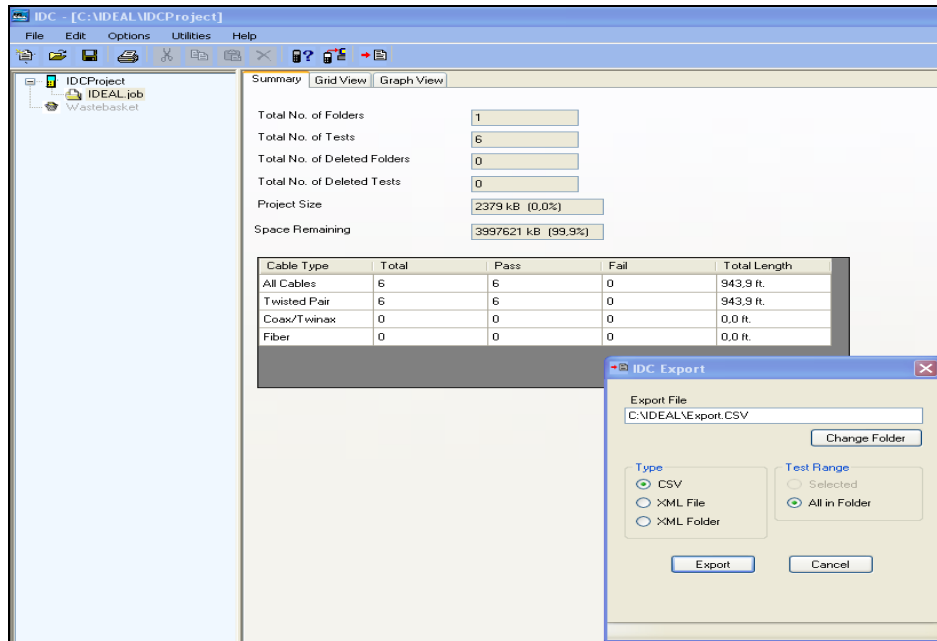 IDC - [C:\IDEAL\IDCProject]
File Edit Options Utilities Help
IDCProject
IDEAL.job
Wastebasket
Summary Grid View Graph View
Total No. of Folders 1
Total No. of Tests 6
Total No. of Deleted Folders 0
Total No. of Deleted Tests 0
Project Size 2379 kB (0,0%)
Space Remaining 3997621 kB (99,9%)
Cable Type Total Pass Fail Total Length
All Cables 6 6 0 943,9 ft.
Twisted Pair 6 6 0 943,9 ft.
Coax/Twinax 0 0 0 0,0 ft.
Fiber 0 0 0 0,0 ft.
IDC Export
Export File
C:\IDEAL\Export.CSV
Change Folder
Type Test Range
CSV Selected
XML File All in Folder
XML Folder
Export Cancel